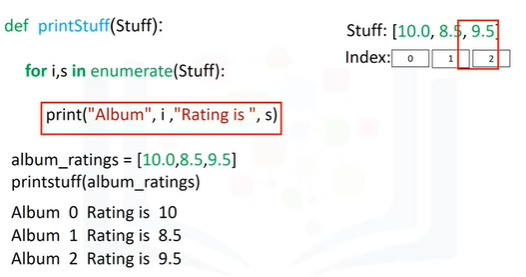 def printStuff(Stuff):
for i,s in enumerate(Stuff):
print("Album", i ,"Rating is ", s)
album_ratings = [10.0,8.5,9.5]
printstuff(album_ratings)
Album 0 Rating is 10
Album 1 Rating is 8.5
Album 2 Rating is 9.5
Stuff: [10.0, 8.5, 9.5]
Index: 0 1 2